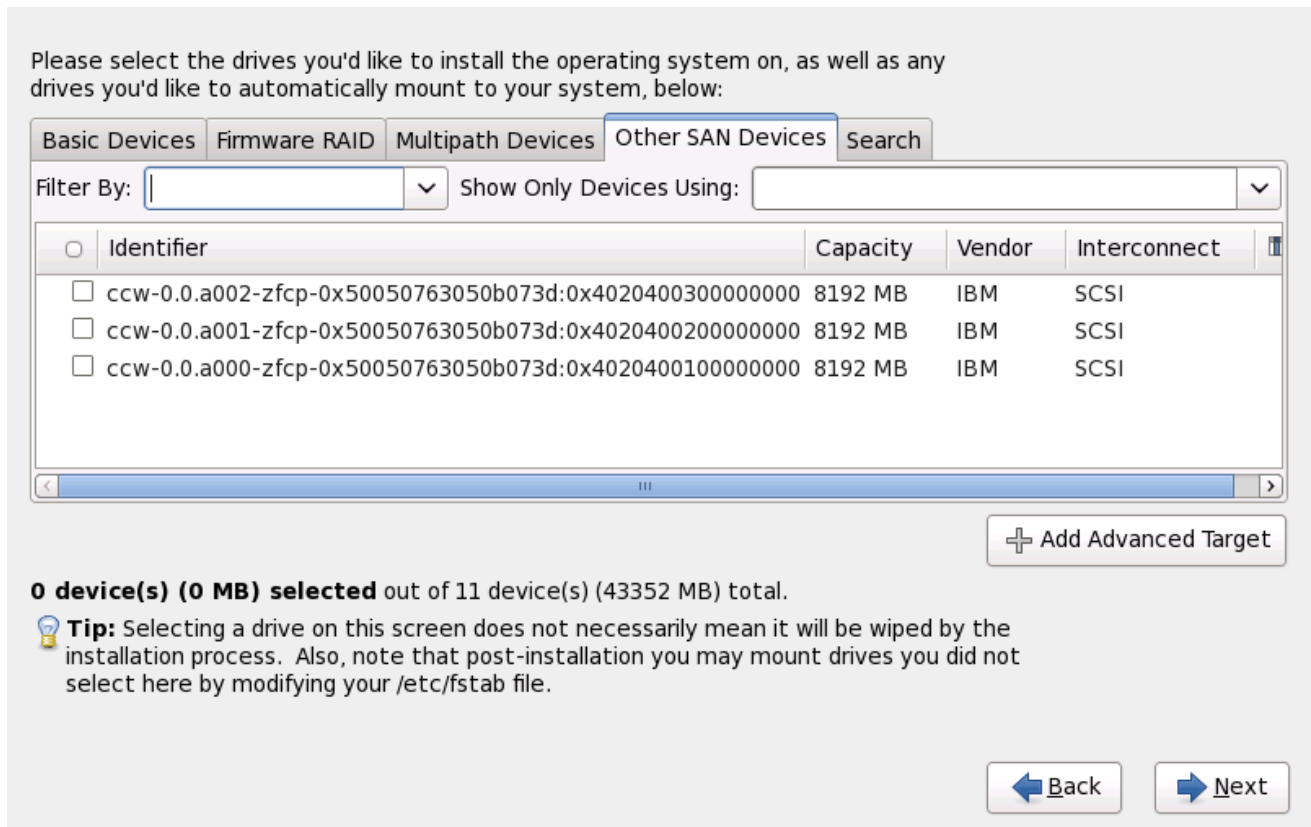 Please select the drives you'd like to install the operating system on, as well as any
drives you'd like to automatically mount to your system, below:
Basic Devices Firmware RAID Multipath Devices Other SAN Devices Search
Filter By: Show Only Devices Using:
Identifier Capacity Vendor Interconnect
ccw-0.0.a002-zfcp-0x50050763050b073d:0x4020400300000000 8192 MB IBM SCSI
ccw-0.0.a001-zfcp-0x50050763050b073d:0x4020400200000000 8192 MB IBM SCSI
ccw-0.0.a000-zfcp-0x50050763050b073d:0x4020400100000000 8192 MB IBM SCSI
Add Advanced Target
0 device(s) (0 MB) selected out of 11 device(s) (43352 MB) total.
Tip: Selecting a drive on this screen does not necessarily mean it will be wiped by the
installation process. Also, note that post-installation you may mount drives you did not
select here by modifying your /etc/fstab file.
Back Next